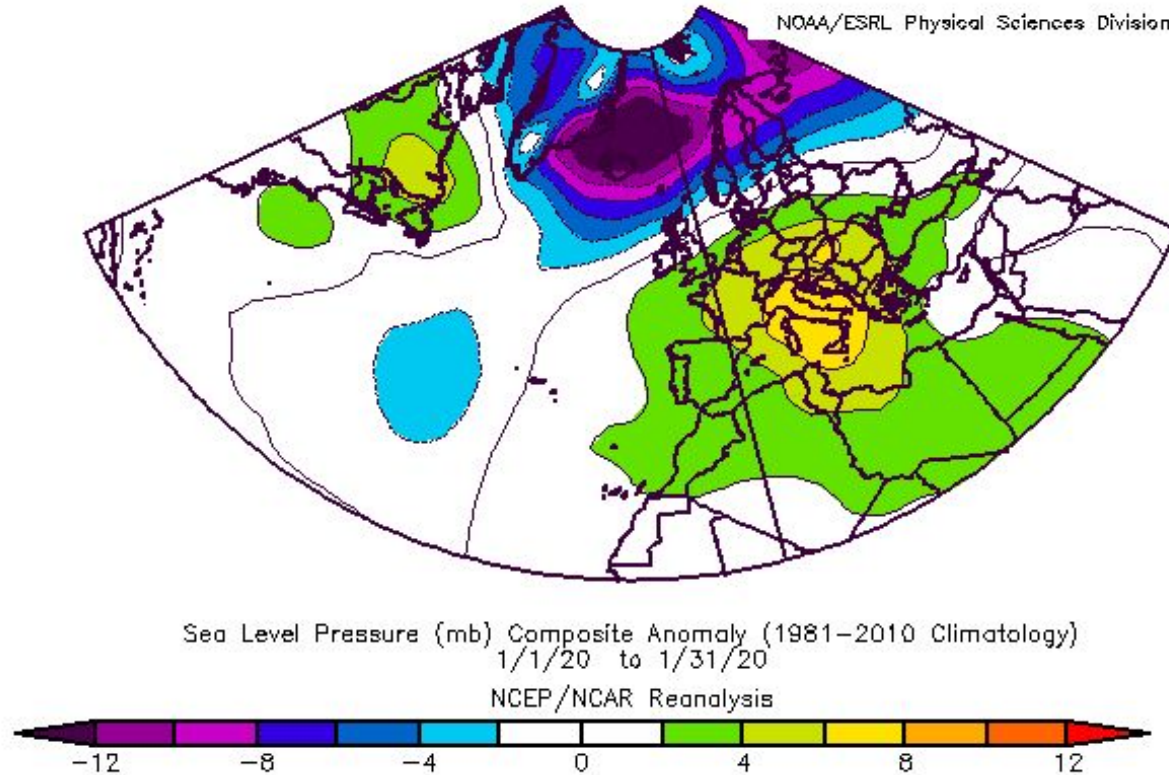 NOAA/ESRL Physical Sciences Division
Sea Level Pressure (mb) Composite Anomaly (1981-2010 Climatology)
1/1/20 to 1/31/20
NCEP/NCAR Reanalysis
-12 -8 -4 0 4 8 12